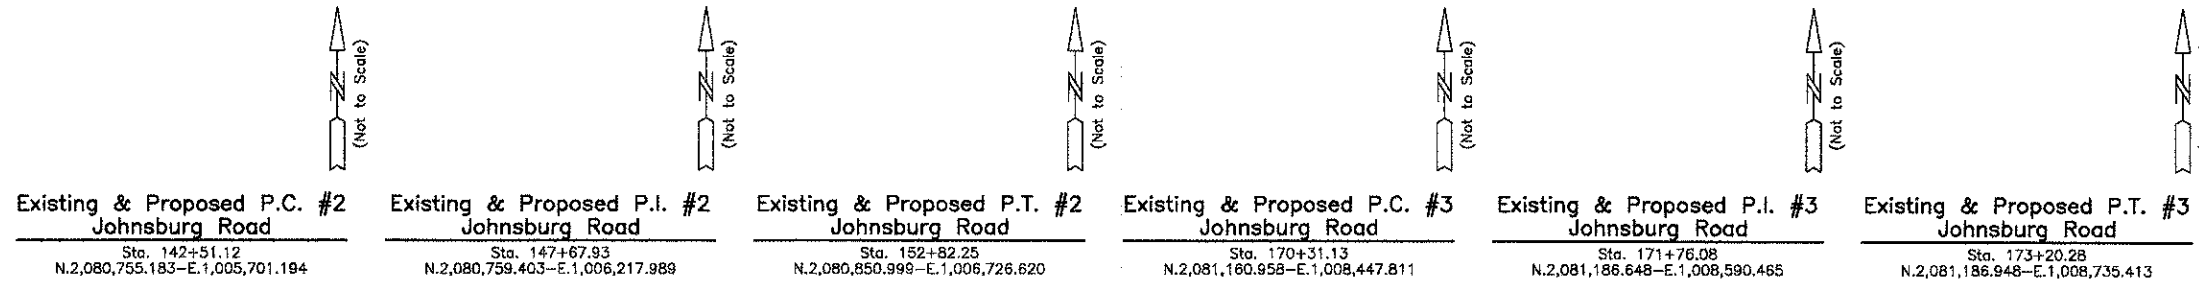 N
(Not to Scale)
Existing & Proposed P.C. #2
Johnsburg Road
Sta. 142+51.12
N.2,080,755.183–E.1,005,701.194
N
(Not to Scale)
Existing & Proposed P.I. #2
Johnsburg Road
Sta. 147+67.93
N.2,080,759.403–E.1,006,217.989
N
(Not to Scale)
Existing & Proposed P.T. #2
Johnsburg Road
Sta. 152+82.25
N.2,080,850.999–E.1,006,726.620
N
(Not to Scale)
Existing & Proposed P.C. #3
Johnsburg Road
Sta. 170+31.13
N.2,081,160.958–E.1,008,447.811
N
(Not to Scale)
Existing & Proposed P.I. #3
Johnsburg Road
Sta. 171+76.08
N.2,081,186.648–E.1,008,590.465
N
Existing & Proposed P.T. #3
Johnsburg Road
Sta. 173+20.28
N.2,081,186.948–E.1,008,735.413